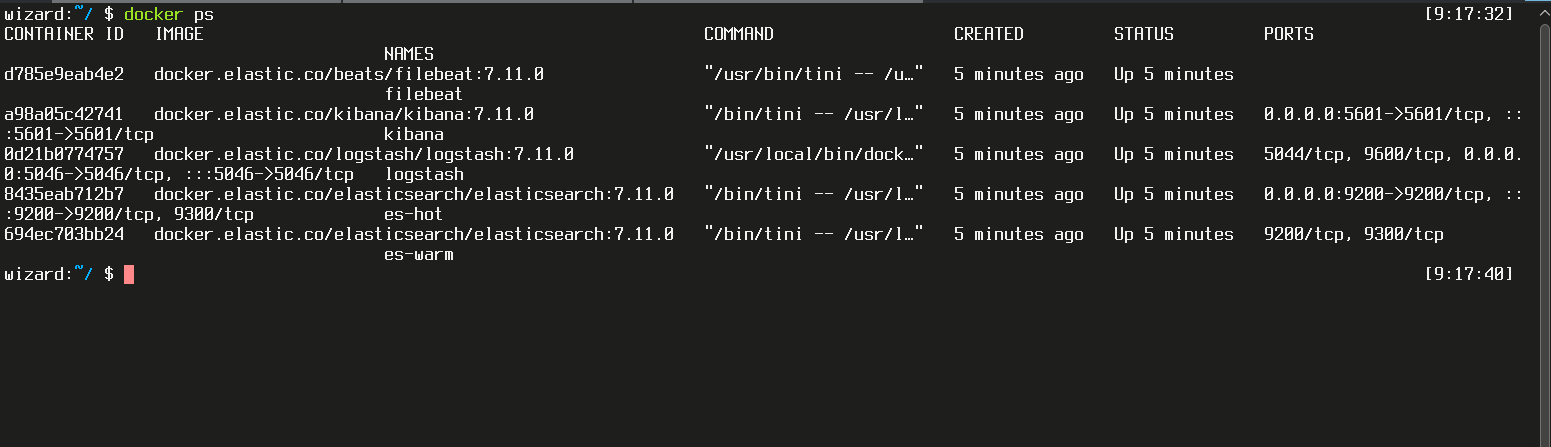 wizard:~/ $ docker ps [9:17:32]
CONTAINER ID IMAGE COMMAND CREATED STATUS PORTS
NAMES
d785e9eab4e2 docker.elastic.co/beats/filebeat:7.11.0 "/usr/bin/tini -- /u…" 5 minutes ago Up 5 minutes
filebeat
a98a05c42741 docker.elastic.co/kibana/kibana:7.11.0 "/bin/tini -- /usr/l…" 5 minutes ago Up 5 minutes 0.0.0.0:5601->5601/tcp, ::
:5601->5601/tcp kibana
0d21b0774757 docker.elastic.co/logstash/logstash:7.11.0 "/usr/local/bin/dock…" 5 minutes ago Up 5 minutes 5044/tcp, 9600/tcp, 0.0.0.
0:5046->5046/tcp, :::5046->5046/tcp logstash
8435eab712b7 docker.elastic.co/elasticsearch/elasticsearch:7.11.0 "/bin/tini -- /usr/l…" 5 minutes ago Up 5 minutes 0.0.0.0:9200->9200/tcp, ::
:9200->9200/tcp, 9300/tcp es-hot
694ec703bb24 docker.elastic.co/elasticsearch/elasticsearch:7.11.0 "/bin/tini -- /usr/l…" 5 minutes ago Up 5 minutes 9200/tcp, 9300/tcp
es-warm
wizard:~/ $ [9:17:40]